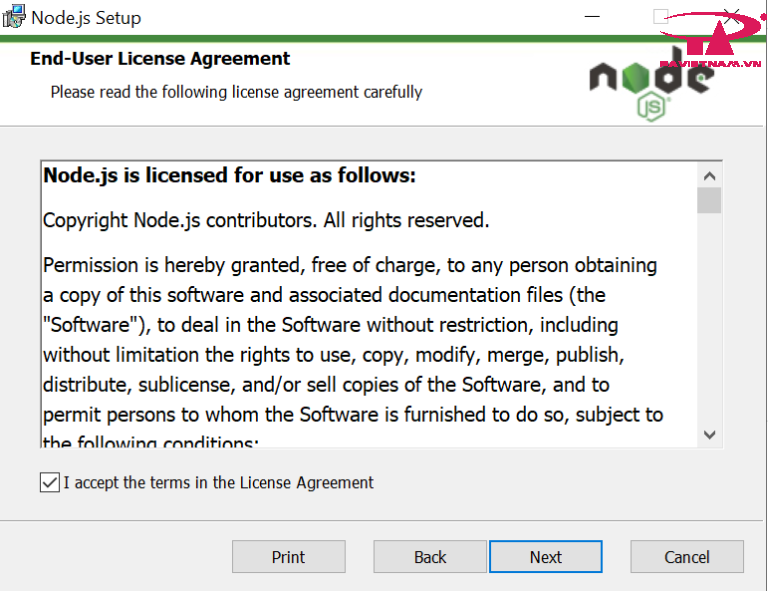 Node.js Setup
PAVIETNAM.VN
End-User License Agreement
Please read the following license agreement carefully
node
JS
Node.js is licensed for use as follows:
Copyright Node.js contributors. All rights reserved.
Permission is hereby granted, free of charge, to any person obtaining
a copy of this software and associated documentation files (the
"Software"), to deal in the Software without restriction, including
without limitation the rights to use, copy, modify, merge, publish,
distribute, sublicense, and/or sell copies of the Software, and to
permit persons to whom the Software is furnished to do so, subject to
the following conditions:
I accept the terms in the License Agreement
Print
Back
Next
Cancel